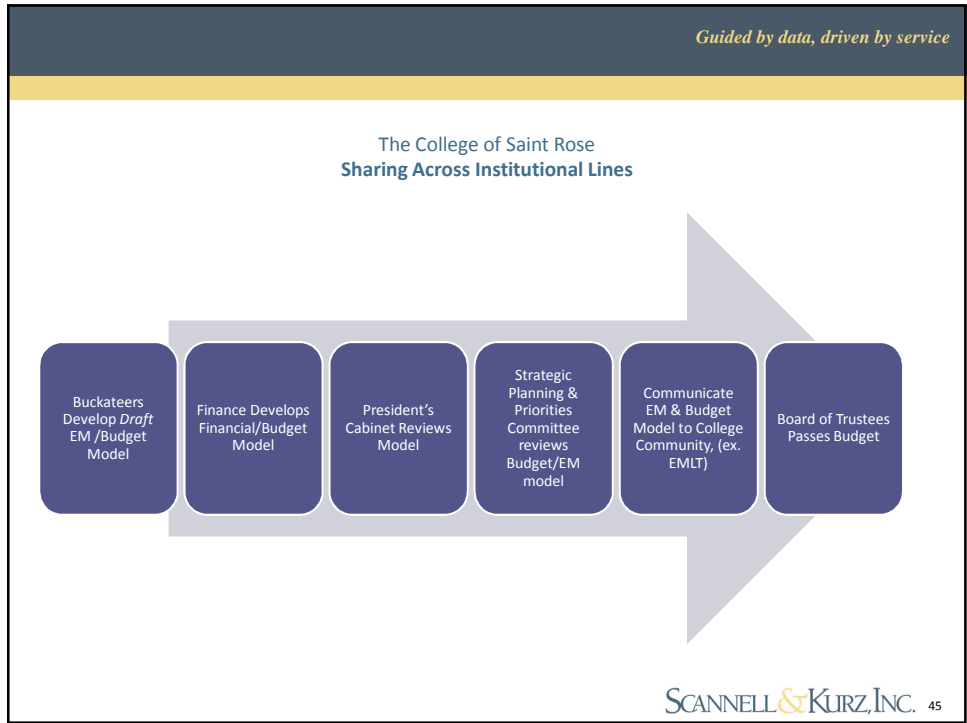 Guided by data, driven by service
The College of Saint Rose
Sharing Across Institutional Lines
Buckateers
Develop Draft
EM /Budget
Model
Finance Develops
Financial/Budget
Model
President's
Cabinet Reviews
Model
Strategic
Planning &
Priorities
Committee
reviews
Budget/EM
model
Communicate
EM & Budget
Model to College
Community, (ex.
EMLT)
Board of Trustees
Passes Budget
SCANNELL & KURZ, INC. 45